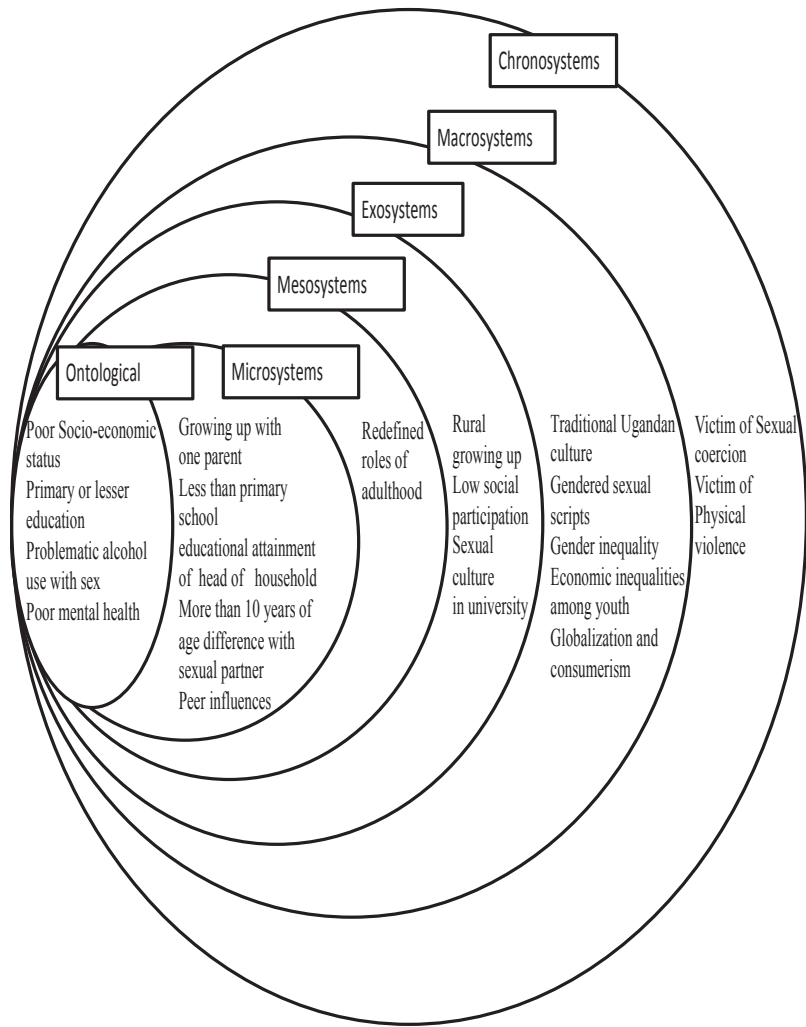 Chronosystems
Macrosystems
Exosystems
Mesosystems
Ontological
Microsystems
Poor Socio-economic
status
Primary or lesser
education
Problematic alcohol
use with sex
Poor mental health
Growing up with
one parent
Less than primary
school
educational attainment
of head of household
More than 10 years of
age difference with
sexual partner
Peer influences
Redefined
roles of
adulthood
Rural
growing up
Low social
participation
Sexual
culture
in university
Traditional Ugandan
culture
Gendered sexual
scripts
Gender inequality
Economic inequalities
among youth
Globalization and
consumerism
Victim of Sexual
coercion
Victim of
Physical
violence